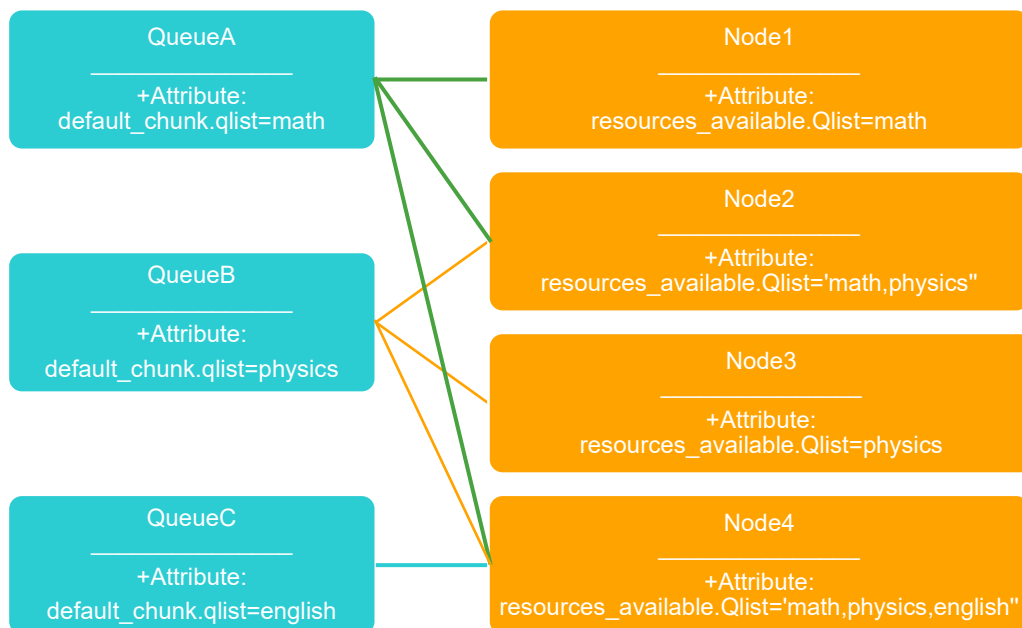 QueueA
+Attribute:
default_chunk.qlist=math
QueueB
+Attribute:
default_chunk.qlist=physics
QueueC
+Attribute:
default_chunk.qlist=english
Node1
+Attribute:
resources_available.Qlist=math
Node2
+Attribute:
resources_available.Qlist='math,physics"
Node3
+Attribute:
resources_available.Qlist=physics
Node4
+Attribute:
resources_available.Qlist='math,physics,english"